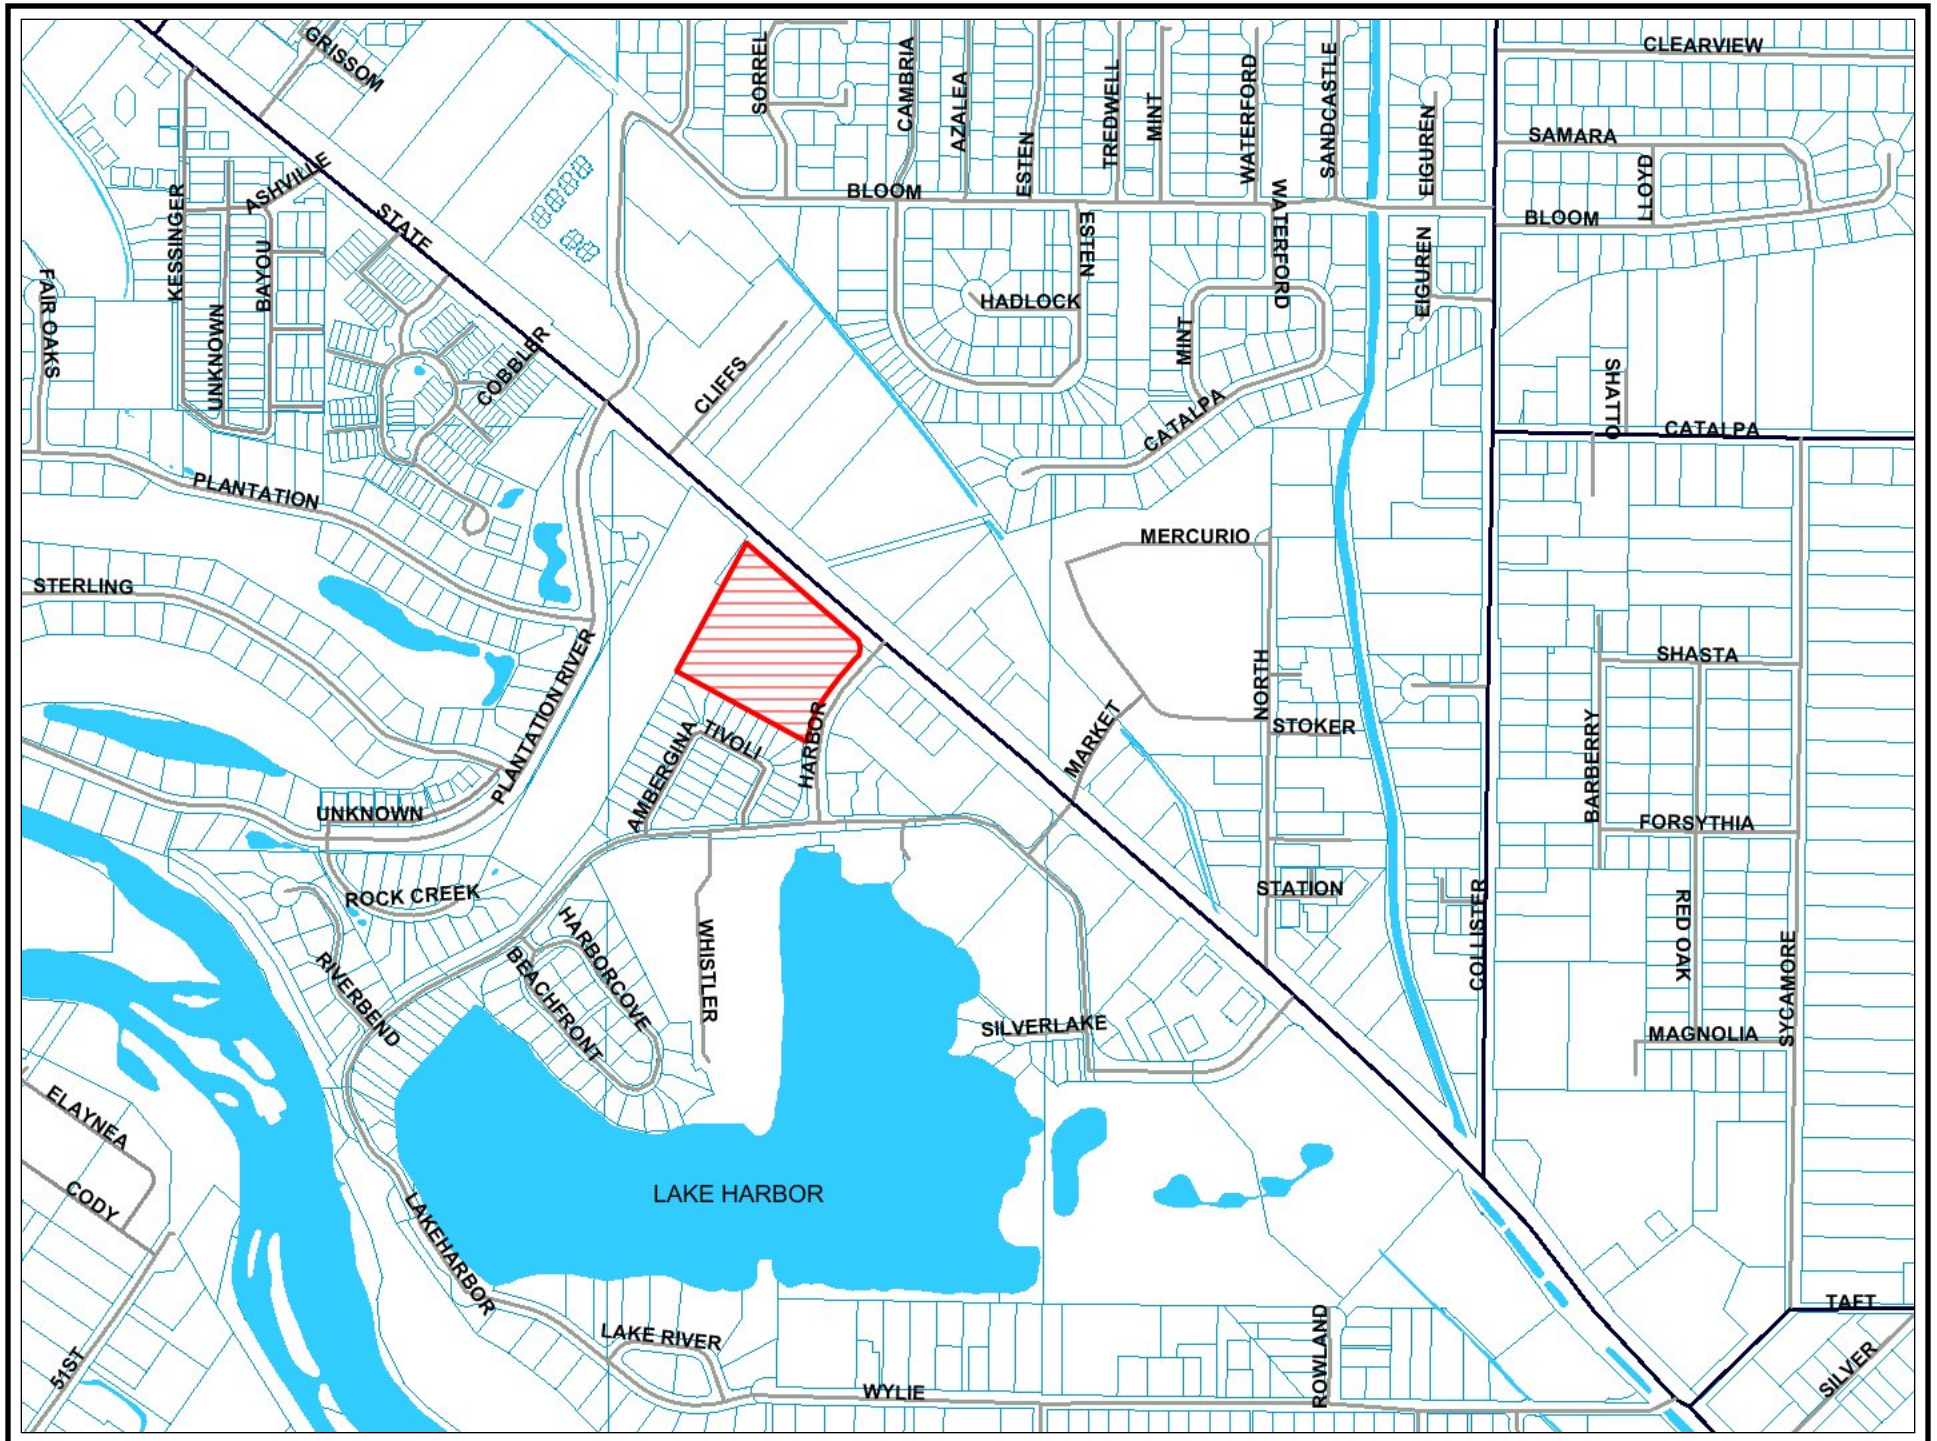 GRISSOM
SORREL
CAMBRIA
AZALEA
ESTEN
TREDWELL
MINT
WATERFORD
SANDCASTLE
EIGUREN
CLEARVIEW
SAMARA
LLOYD
BLOOM
BLOOM
ASHVILLE
KESSINGER
STATE
BAYOU
UNKNOWN
FAIR OAKS
COBBLER
CLIFFS
ESTEN
HADLOCK
WATERFORD
MINT
EIGUREN
CATALPA
SHATTO
CATALPA
PLANTATION
MERCURIO
STERLING
PLANTATION RIVER
NORTH
SHASTA
STOKER
MARKET
HARBOR
TIVOLI
AMBERGINA
BARBERRY
UNKNOWN
FORSYTHIA
ROCK CREEK
STATION
COLLISTER
RED OAK
SYCAMORE
HARBORCOVE
BEACHFRONT
WHISTLER
RIVERBEND
SILVERLAKE
MAGNOLIA
ELAYNEA
CODY
LAKE HARBOR
LAKEHARBOR
LAKE RIVER
WYLIE
ROWLAND
TAFT
SILVER
51ST